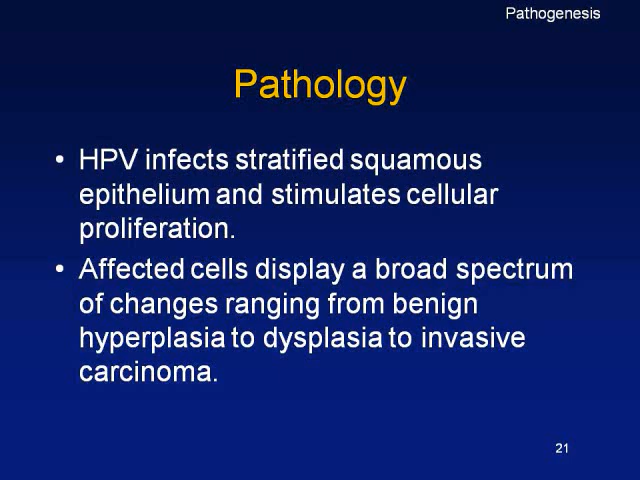 Pathogenesis
Pathology
• HPV infects stratified squamous
epithelium and stimulates cellular
proliferation.
• Affected cells display a broad spectrum
of changes ranging from benign
hyperplasia to dysplasia to invasive
carcinoma.
21